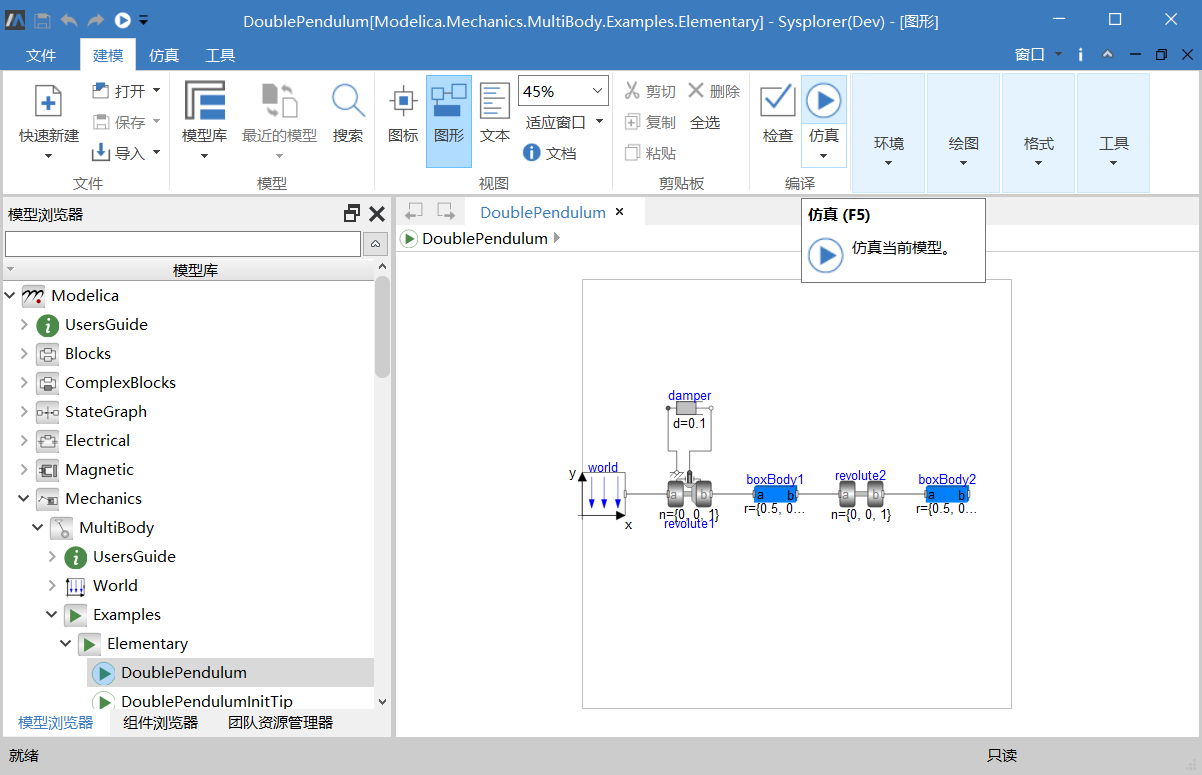 DoublePendulum[Modelica.Mechanics.MultiBody.Examples.Elementary] - Sysplorer(Dev) - [图形]
文件 建模 仿真 工具 窗口
快速新建 打开 保存 导入
文件
模型库 最近的模型 搜索
模型
图标 图形 文本 45% 适应窗口 文档
视图
剪切 删除 复制 全选 粘贴
剪贴板
检查 仿真
编译
环境 绘图 格式 工具
模型浏览器
DoublePendulum
仿真 (F5)
仿真当前模型。
DoublePendulum
模型库
Modelica
UsersGuide
Blocks
ComplexBlocks
StateGraph
Electrical
Magnetic
Mechanics
MultiBody
UsersGuide
World
Examples
Elementary
DoublePendulum
DoublePendulumInitTip
模型浏览器 组件浏览器 团队资源管理器
damper
d=0.1
y
world
x
a b
n={0, 0, 1}
revolute1
boxBody1
a b
r={0.5, 0...
revolute2
a b
n={0, 0, 1}
boxBody2
a b
r={0.5, 0...
就绪 只读